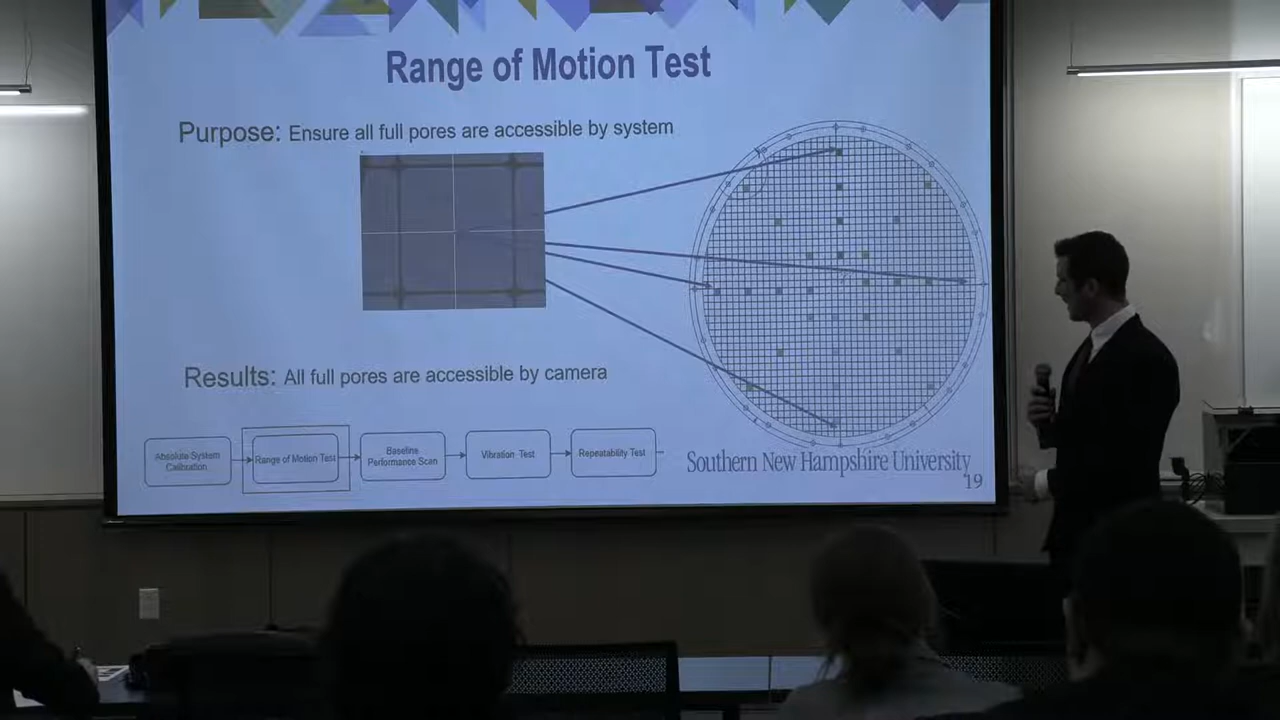 Range of Motion Test
Purpose: Ensure all full pores are accessible by system
Results: All full pores are accessible by camera
Absolute System
Calibration
Range of Motion Test
Baseline
Performance Scan
Vibration Test
Repeatability Test
Southern New Hampshire University
19